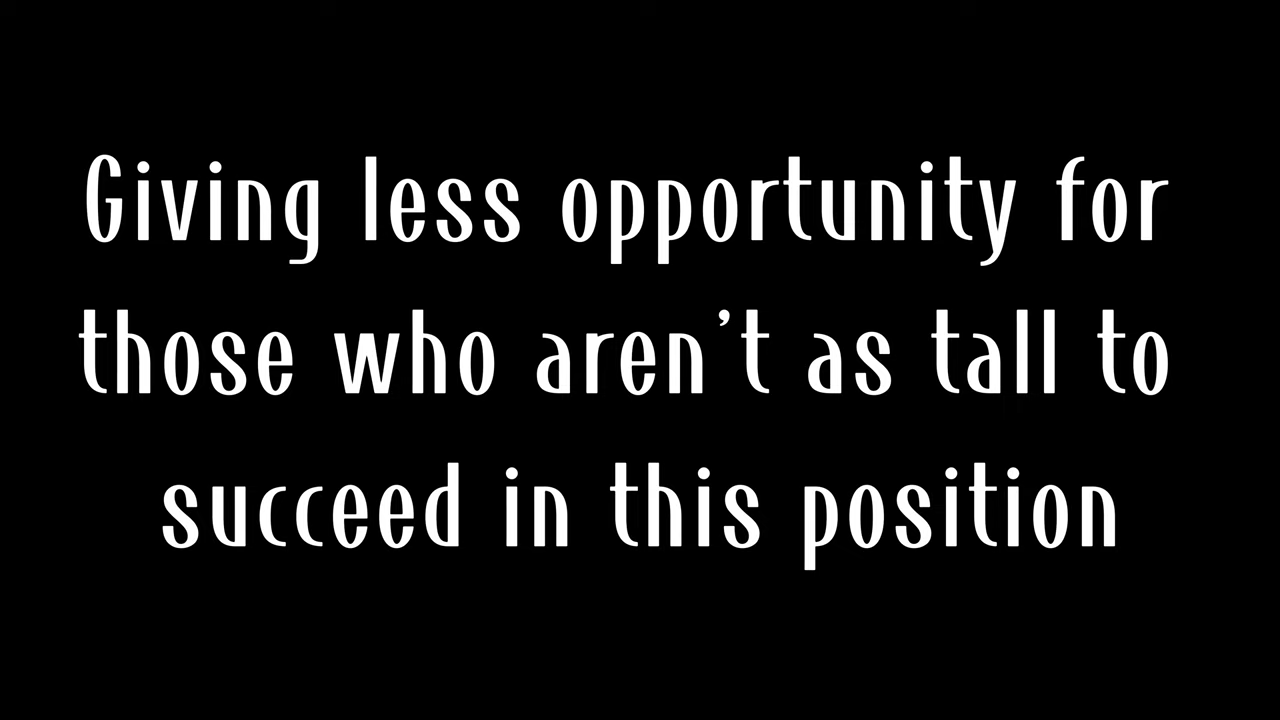 Giving less opportunity for
those who aren't as tall to
succeed in this position